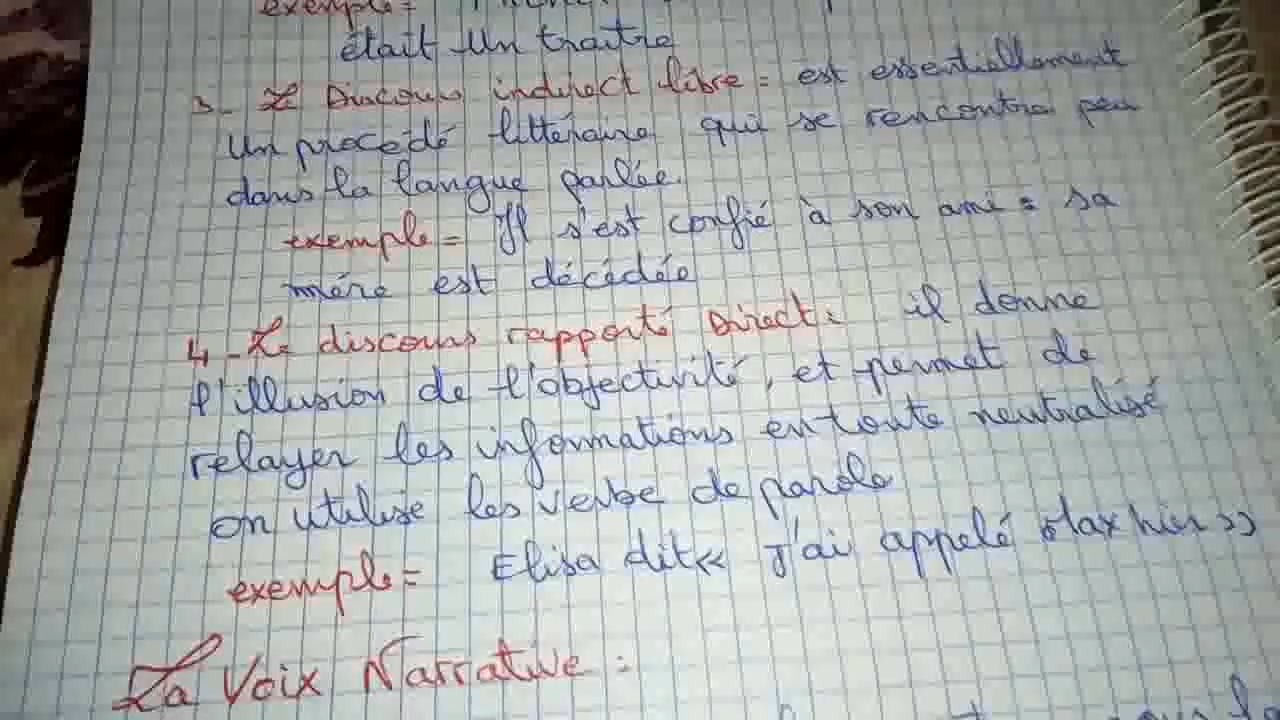 exemple =
était un traitre
3- Le Discours indirect libre = est essentiellement
un procédé littéraire qui se rencontre peu
dans la langue parlée.
exemple = Il s'est confié à son ami = sa
mére est décédée
4-Le discours rapporté Direct: il donne
l'illusion de l'objectivité, et permet de
relayer les informations en toute neutralisé
on utilise les verbe de parole
exemple = Elisa dit « J'ai appelé Max hier »
La Voix Narrative :